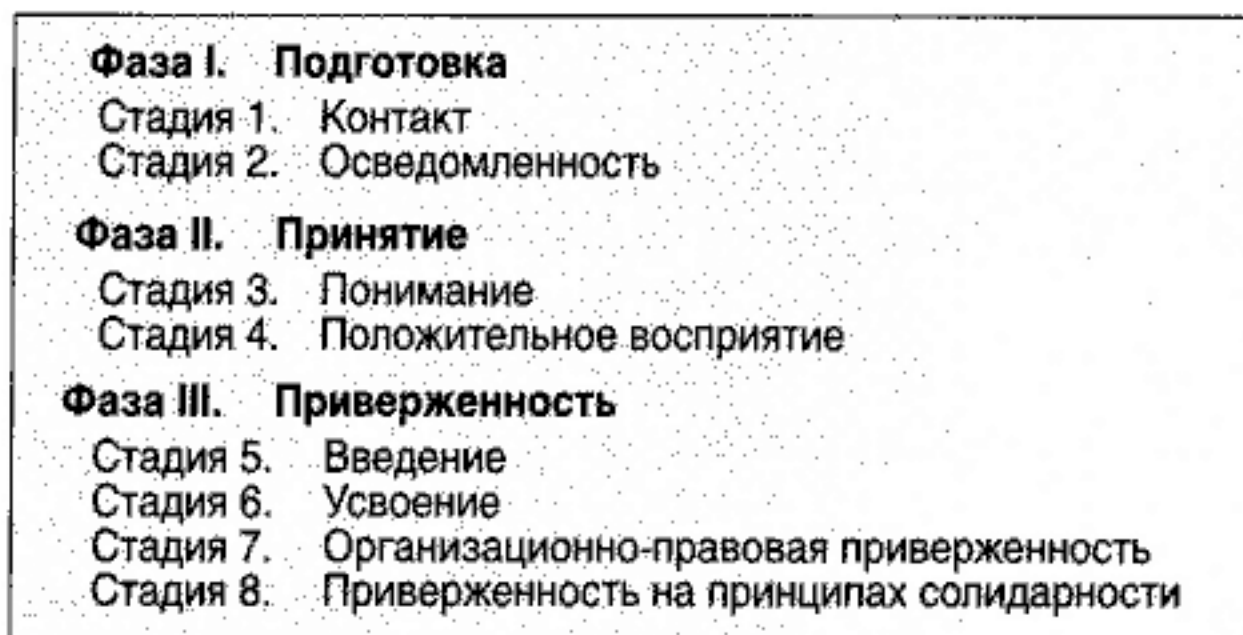 Фаза I. Подготовка
Стадия 1. Контакт
Стадия 2. Осведомленность
Фаза II. Принятие
Стадия 3. Понимание
Стадия 4. Положительное восприятие
Фаза III. Приверженность
Стадия 5. Введение
Стадия 6. Усвоение
Стадия 7. Организационно-правовая приверженность
Стадия 8. Приверженность на принципах солидарности